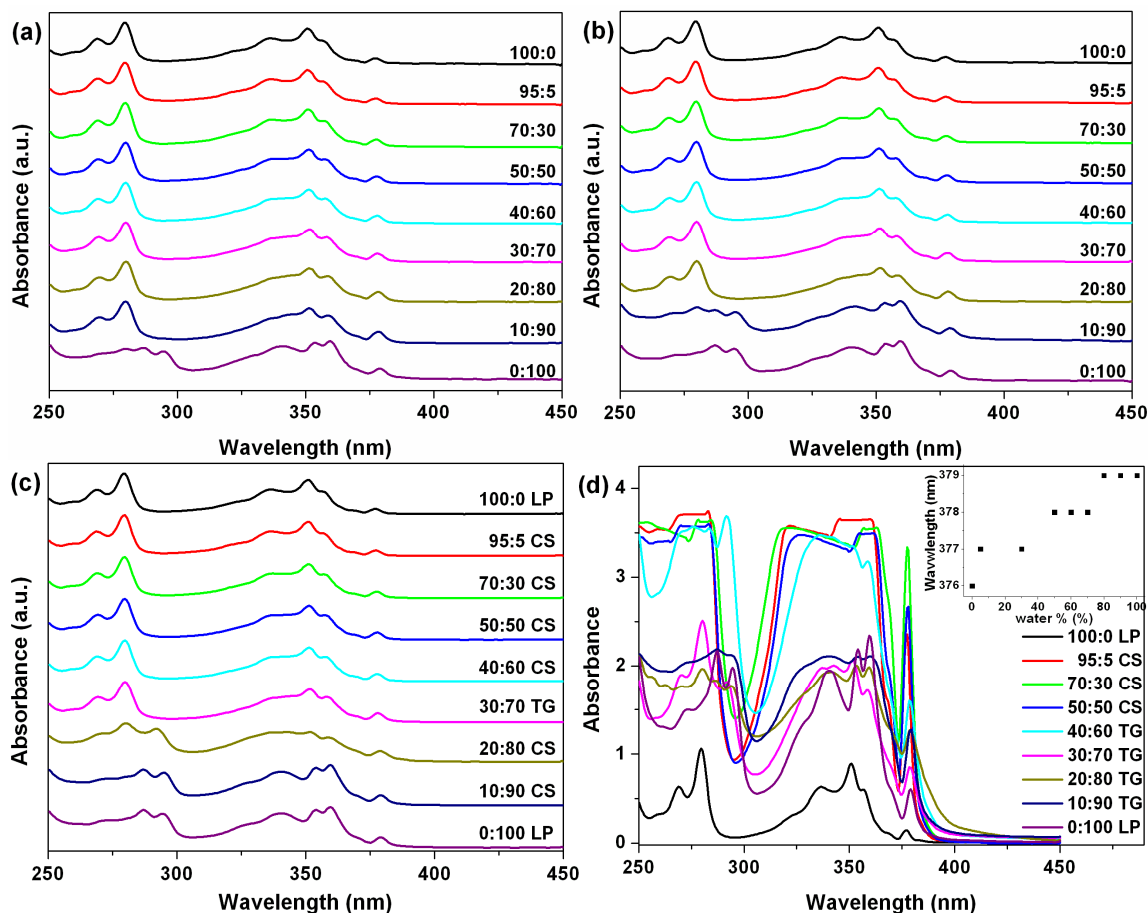 (a)
100:0
95:5
70:30
50:50
40:60
30:70
20:80
10:90
0:100
Absorbance (a.u.)
250 300 350 400 450
Wavelength (nm)
(b)
100:0
95:5
70:30
50:50
40:60
30:70
20:80
10:90
0:100
Absorbance (a.u.)
250 300 350 400 450
Wavelength (nm)
(c)
100:0 LP
95:5 CS
70:30 CS
50:50 CS
40:60 CS
30:70 TG
20:80 CS
10:90 CS
0:100 LP
Absorbance (a.u.)
250 300 350 400 450
Wavelength (nm)
(d)
4
3
2
1
0
Absorbance
250 300 350 400 450
Wavelength (nm)
379
378
377
376
Wavwlength (nm)
0 20 40 60 80 100
water % (%)
100:0 LP
95:5 CS
70:30 CS
50:50 CS
40:60 TG
30:70 TG
20:80 TG
10:90 TG
0:100 LP